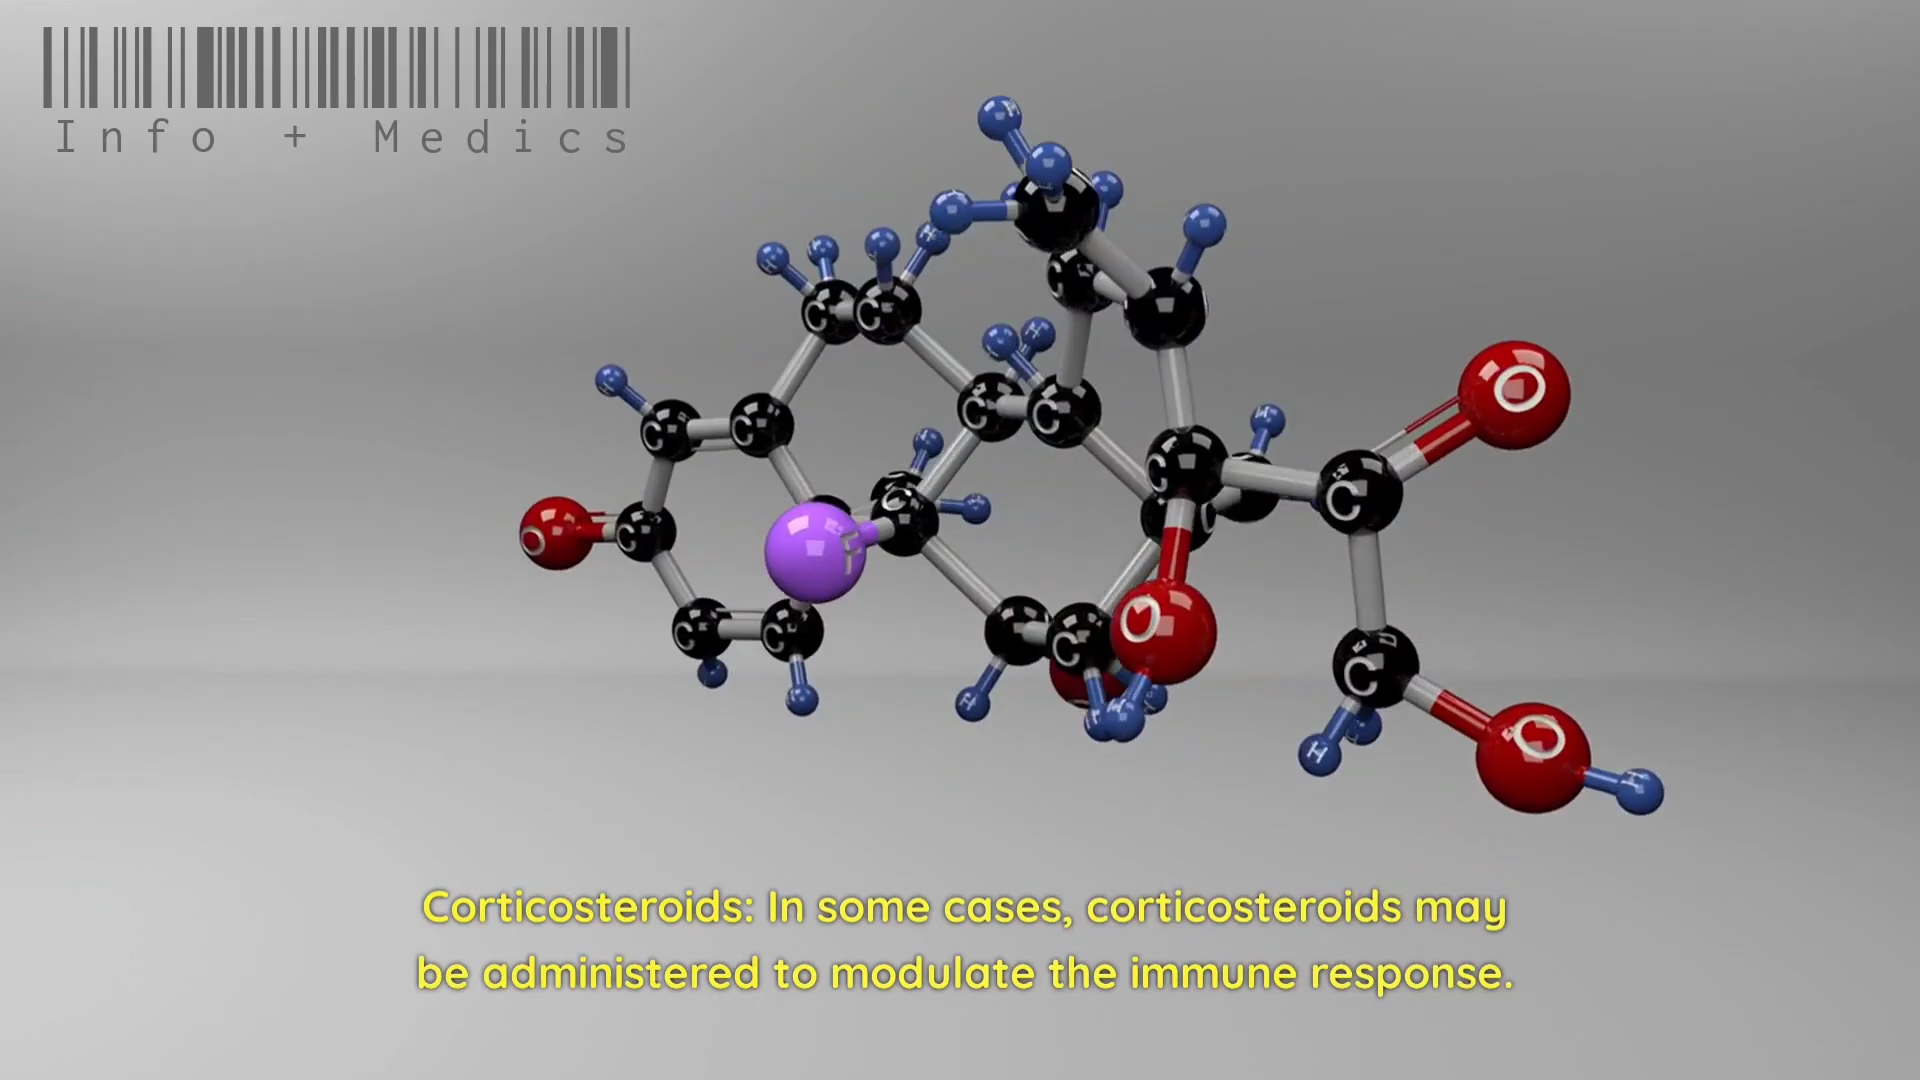 Info + Medics
Corticosteroids: In some cases, corticosteroids may
be administered to modulate the immune response.